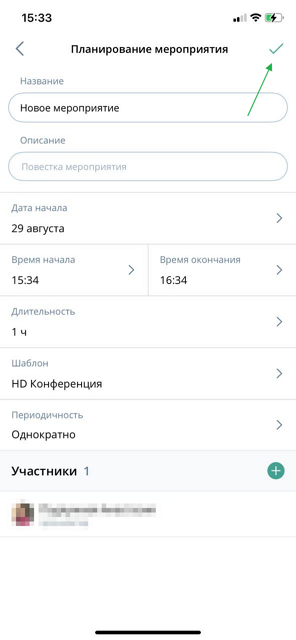 15:33
Планирование мероприятия
Название
Новое мероприятие
Описание
Повестка мероприятия
Дата начала
29 августа
Время начала
Время окончания
15:34
16:34
Длительность
1 ч
Шаблон
HD Конференция
Периодичность
Однократно
Участники 1